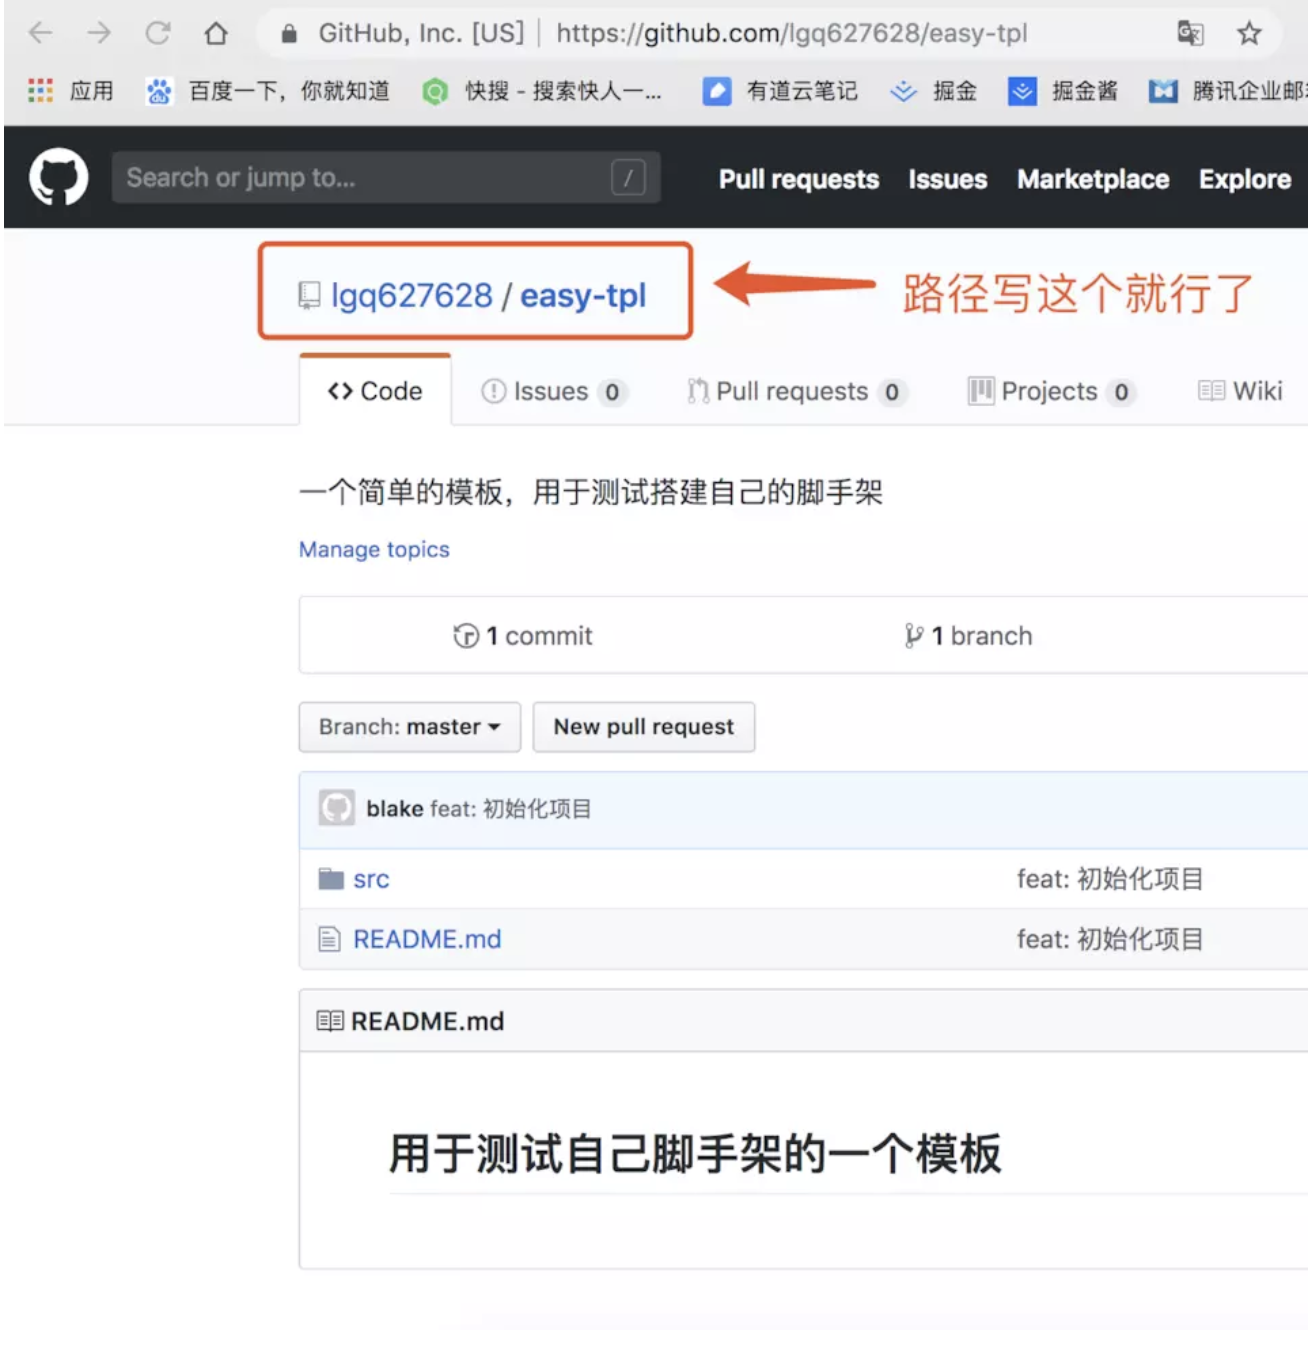 GitHub, Inc. [US] | https://github.com/lgq627628/easy-tpl
应用 百度一下，你就知道 快搜 - 搜索快人一... 有道云笔记 掘金 掘金酱 腾讯企业邮
Search or jump to... / Pull requests Issues Marketplace Explore
lgq627628 / easy-tpl 路径写这个就行了
Code Issues 0 Pull requests 0 Projects 0 Wiki
一个简单的模板，用于测试搭建自己的脚手架
Manage topics
1 commit 1 branch
Branch: master New pull request
blake feat: 初始化项目
src feat: 初始化项目
README.md feat: 初始化项目
README.md
用于测试自己脚手架的一个模板